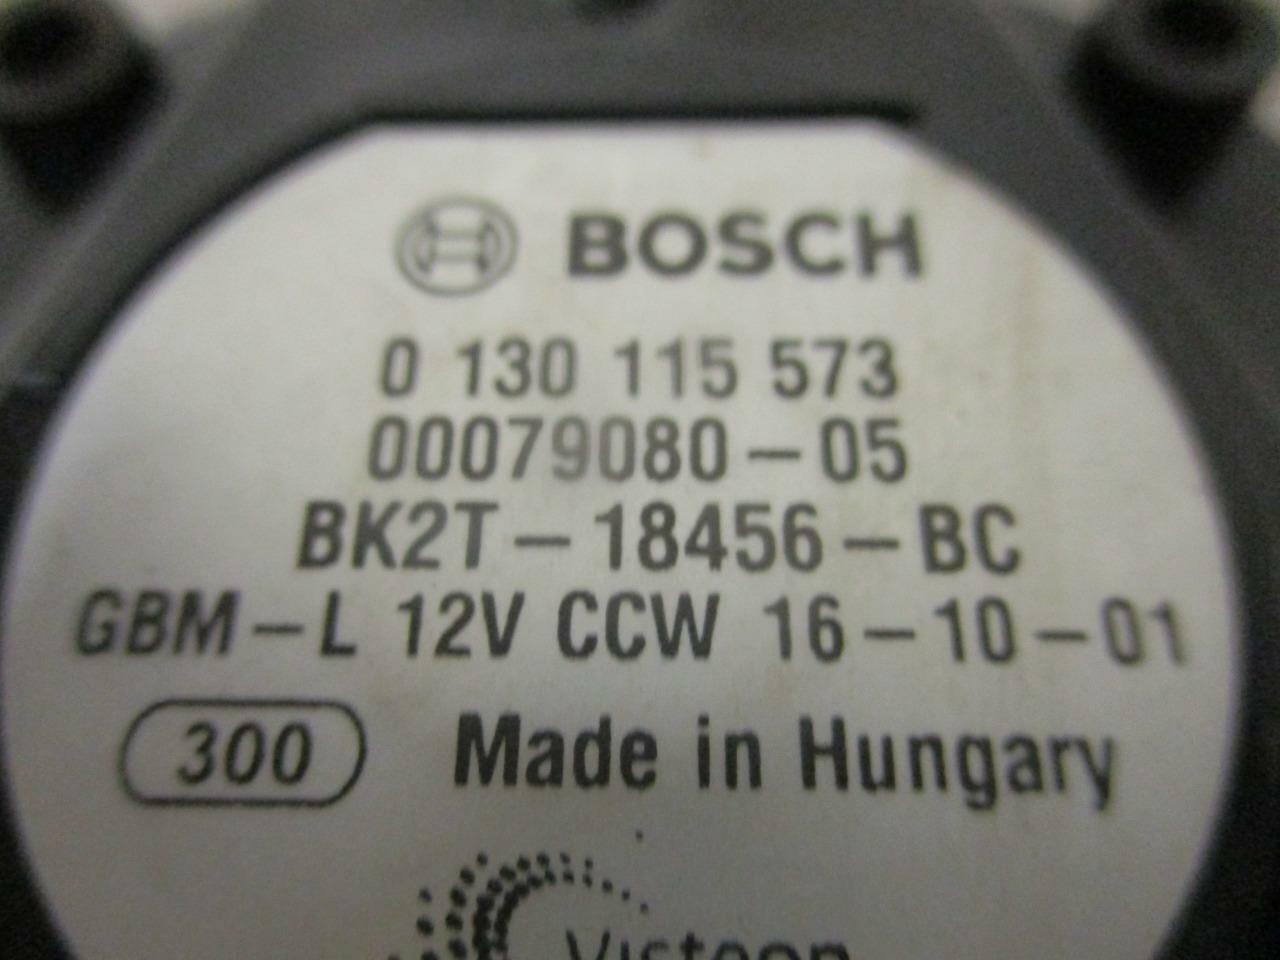 BOSCH
0 130 115 573
00079080-05
BK2T-18456-BC
GBM-L 12V CCW 16-10-01
300 Made in Hungary
Visteon